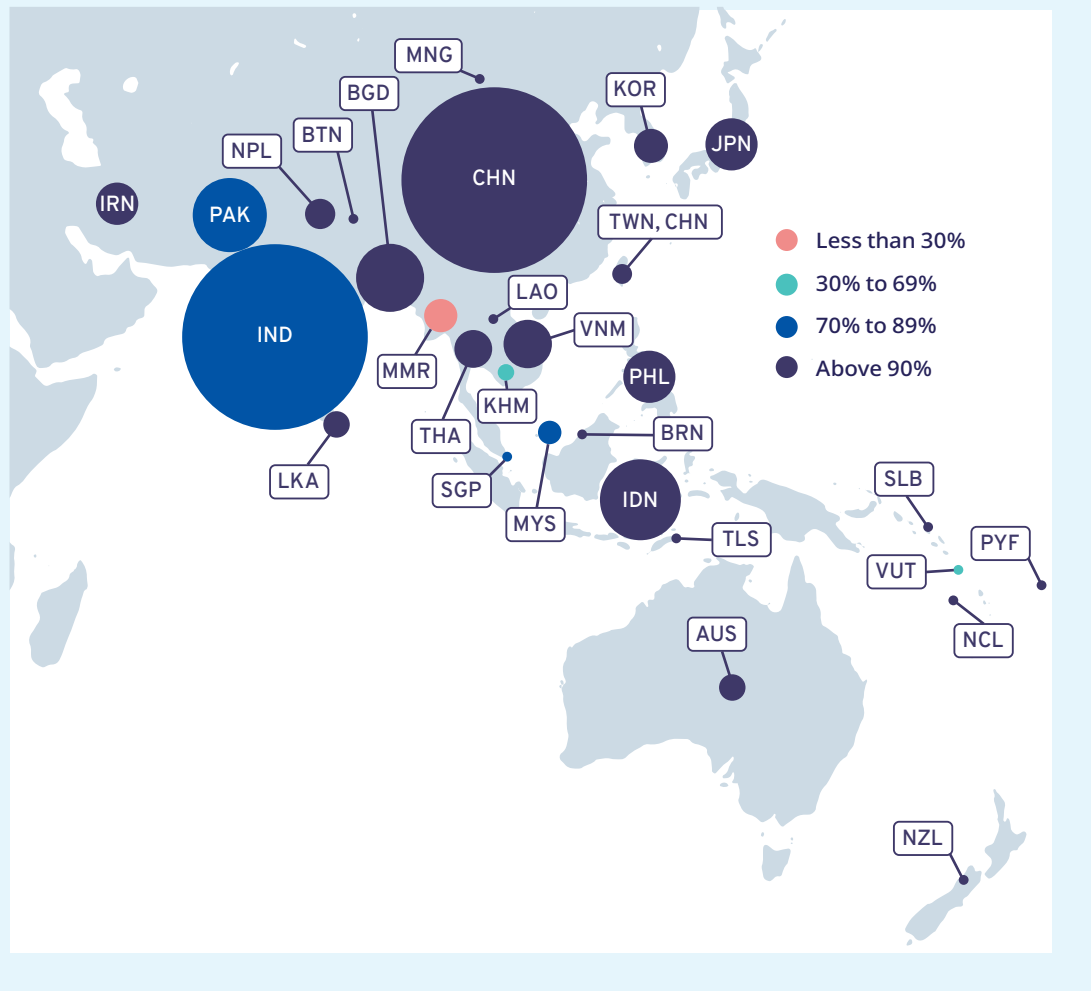 MNG
BGD
KOR
BTN
NPL
JPN
CHN
IRN
PAK
TWN, CHN
Less than 30%
30% to 69%
70% to 89%
Above 90%
LAO
VNM
IND
MMR
PHL
KHM
THA
BRN
LKA
SGP
IDN
MYS
TLS
SLB
PYF
VUT
NCL
AUS
NZL